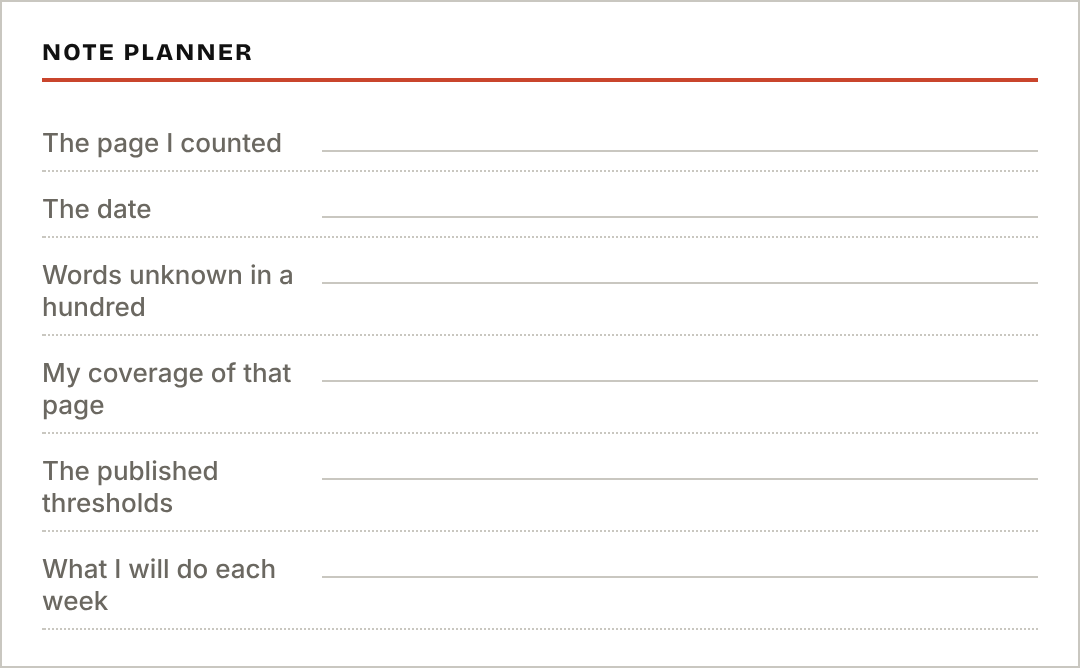 NOTE PLANNER
The page I counted
The date
Words unknown in a
hundred
My coverage of that
page
The published
thresholds
What I will do each
week